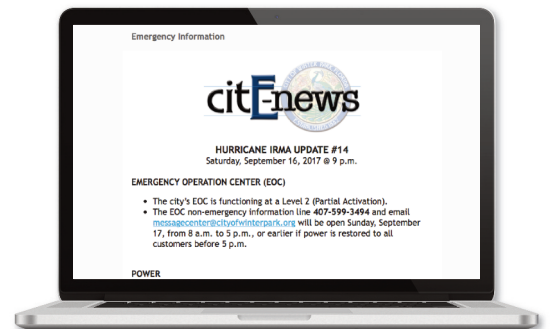 Emergency Information
citE-news
HURRICANE IRMA UPDATE #14
Saturday, September 16, 2017 @ 9 p.m.
EMERGENCY OPERATION CENTER (EOC)
• The city's EOC is functioning at a Level 2 (Partial Activation).
• The EOC non-emergency information line 407-599-3494 and email
messagecenter@cityofwinterpark.org will be open Sunday, September
17, from 8 a.m. to 5 p.m., or earlier if power is restored to all
customers before 5 p.m.
POWER